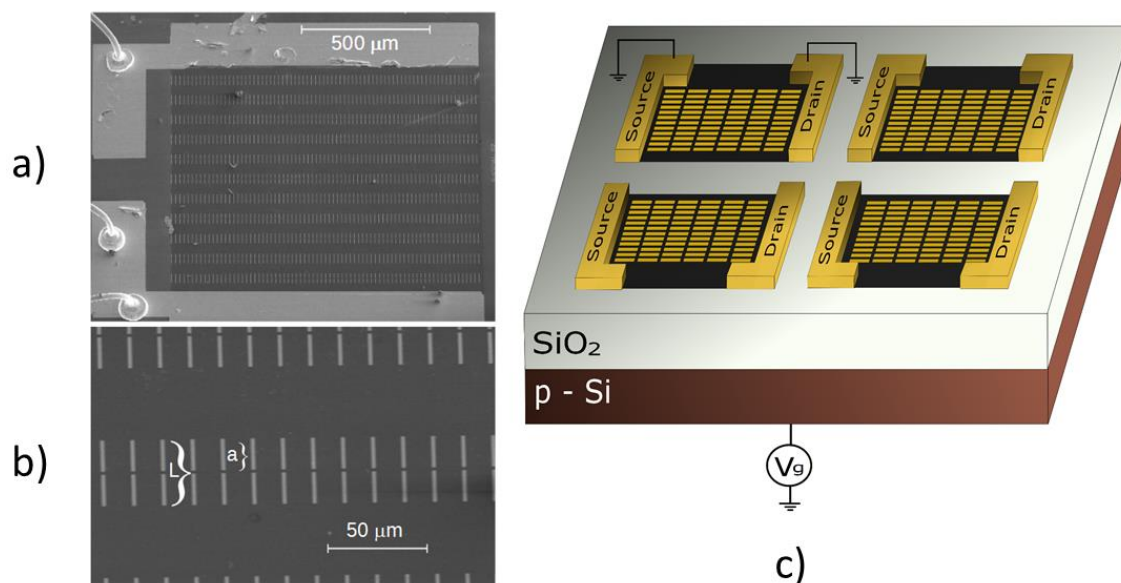 a)
500 μm
b)
L
a
50 μm
Source
Drain
Source
Drain
Source
Drain
Source
Drain
SiO₂
p - Si
Vg
c)